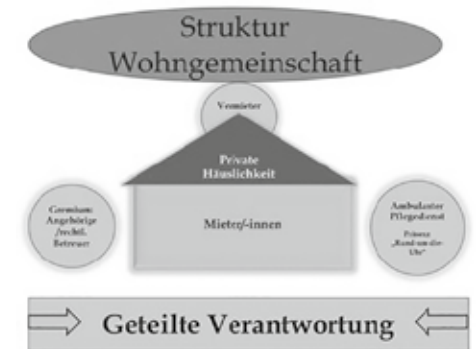 Struktur
Wohngemeinschaft
Vermieter
Private
Häuslichkeit
Mieter/-innen
Gremium:
Angehörige
/rechtl.
Betreuer
Ambulanter
Pflegedienst
Präsenz
„Rund-um-die-
Uhr“
Geteilte Verantwortung